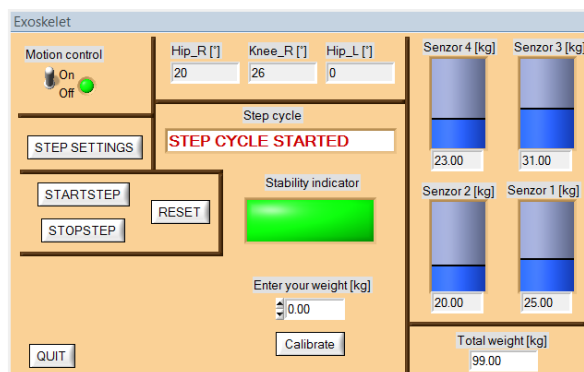 Exoskelet
Motion control
On
Off
Hip_R [°]
Knee_R [°]
Hip_L [°]
20
26
0
Step cycle
STEP CYCLE STARTED
STEP SETTINGS
STARTSTEP
STOPSTEP
RESET
Stability indicator
Enter your weight [kg]
0.00
Calibrate
QUIT
Senzor 4 [kg]
Senzor 3 [kg]
23.00
31.00
Senzor 2 [kg]
Senzor 1 [kg]
20.00
25.00
Total weight [kg]
99.00